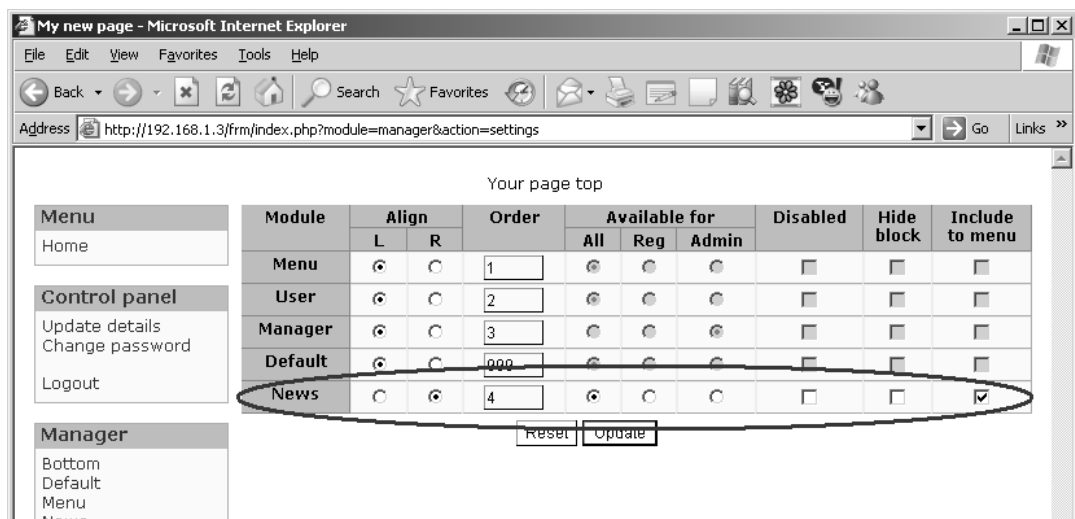 My new page - Microsoft Internet Explorer
File Edit View Favorites Tools Help
Back Search Favorites
Address http://192.168.1.3/frm/index.php?module=manager&action=settings Go Links »
Your page top
Menu
Home
Control panel
Update details
Change password
Logout
Manager
Bottom
Default
Menu
News
Module Align Order Available for Disabled Hide block Include to menu
L R All Reg Admin
Menu 1
User 2
Manager 3
Default 999
News 4
Reset Update